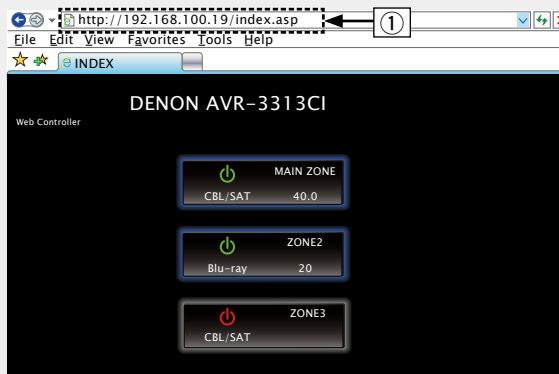 http://192.168.100.19/index.asp
①
File Edit View Favorites Tools Help
INDEX
DENON AVR-3313CI
Web Controller
MAIN ZONE
CBL/SAT 40.0
ZONE2
Blu-ray 20
ZONE3
CBL/SAT